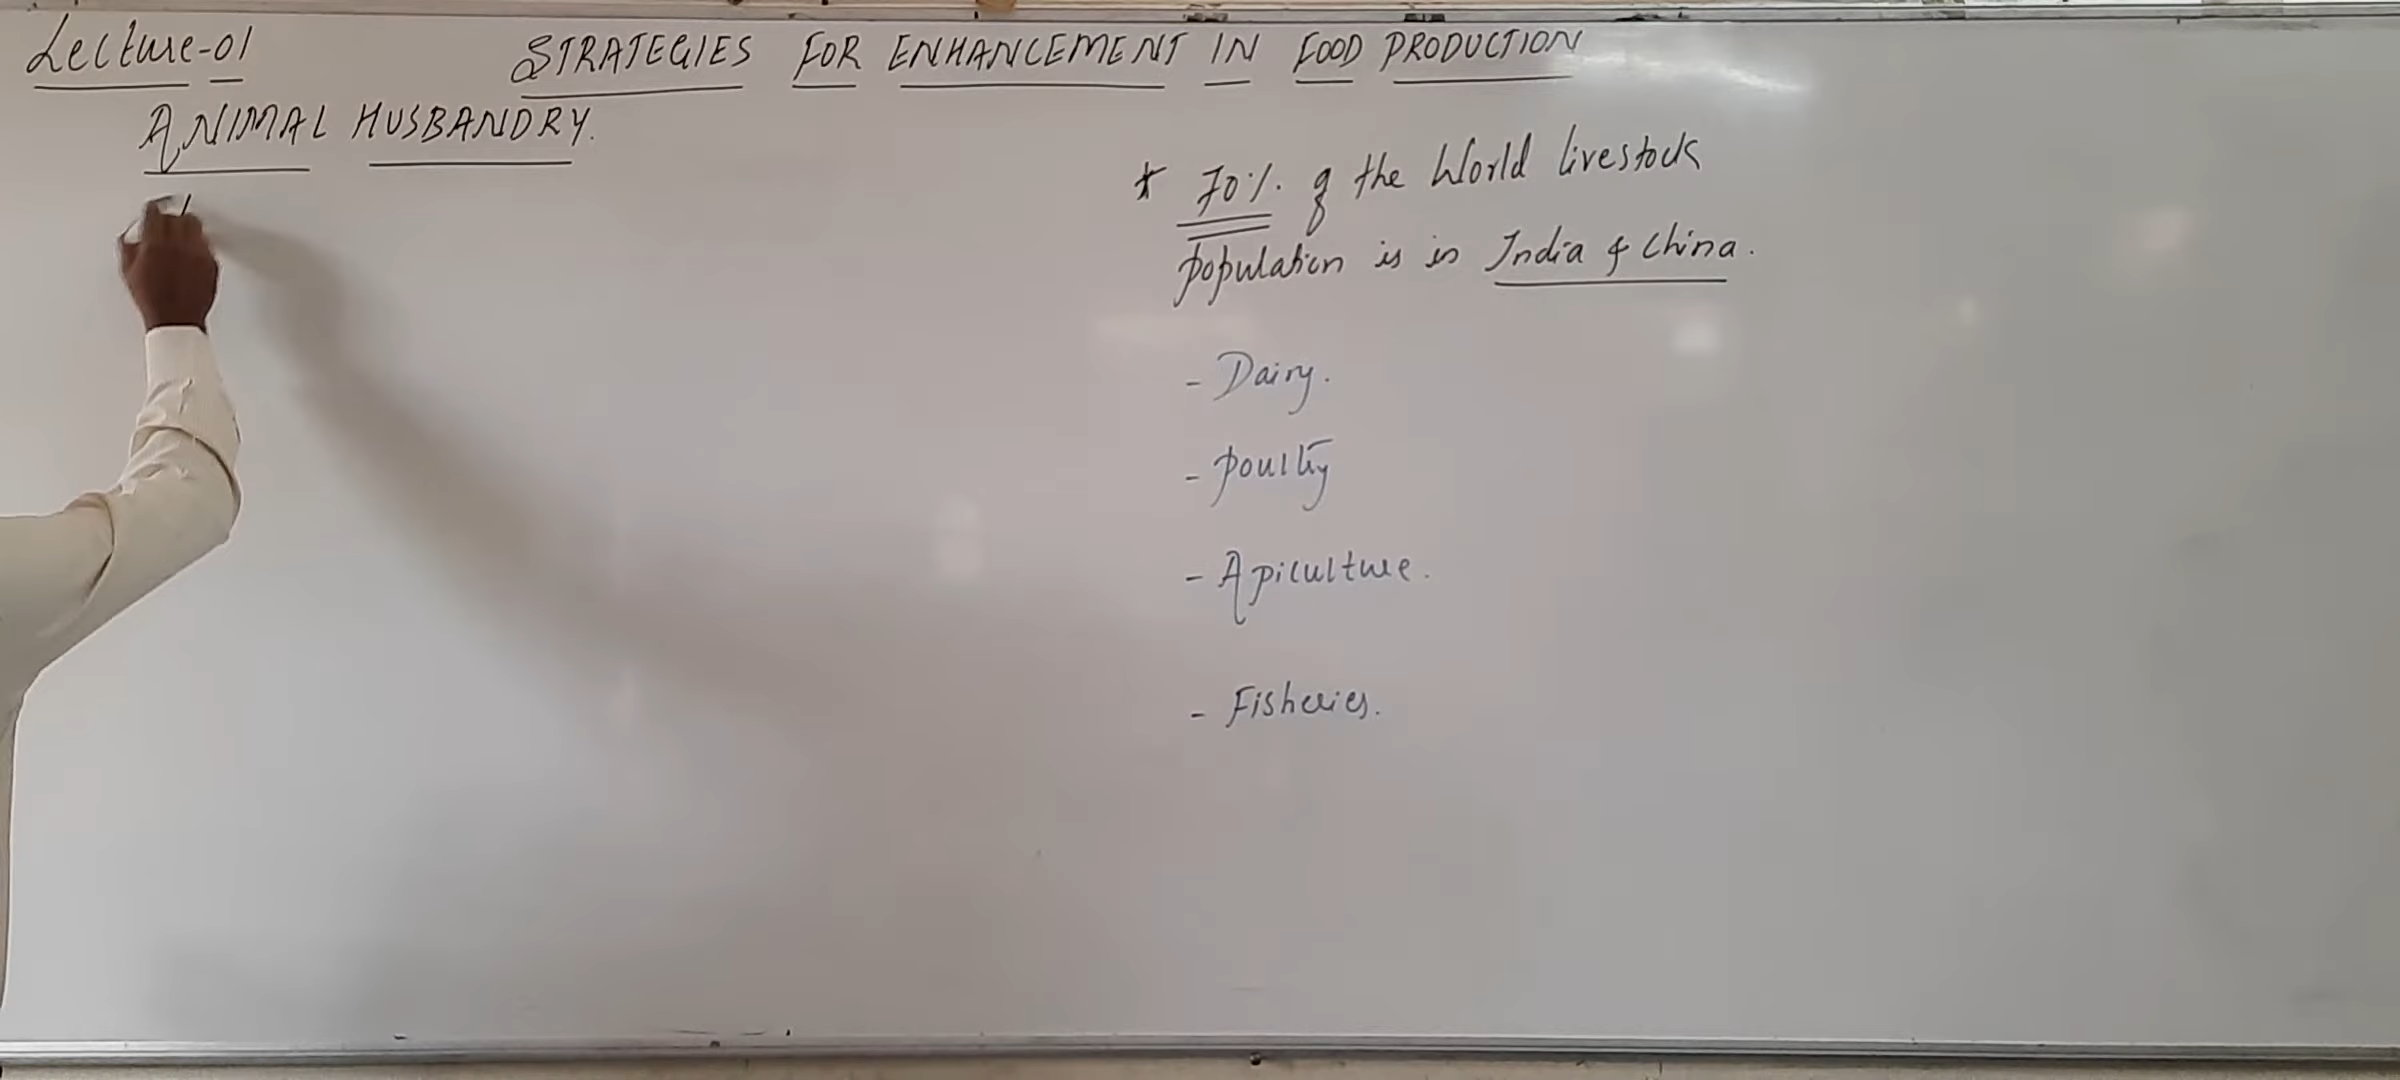 Lecture-01
STRATEGIES FOR ENHANCEMENT IN FOOD PRODUCTION
ANIMAL HUSBANDRY.
* 70%. of the World livestock
population is in India & China.
- Dairy.
- Poultry
- Apiculture.
- Fisheries.